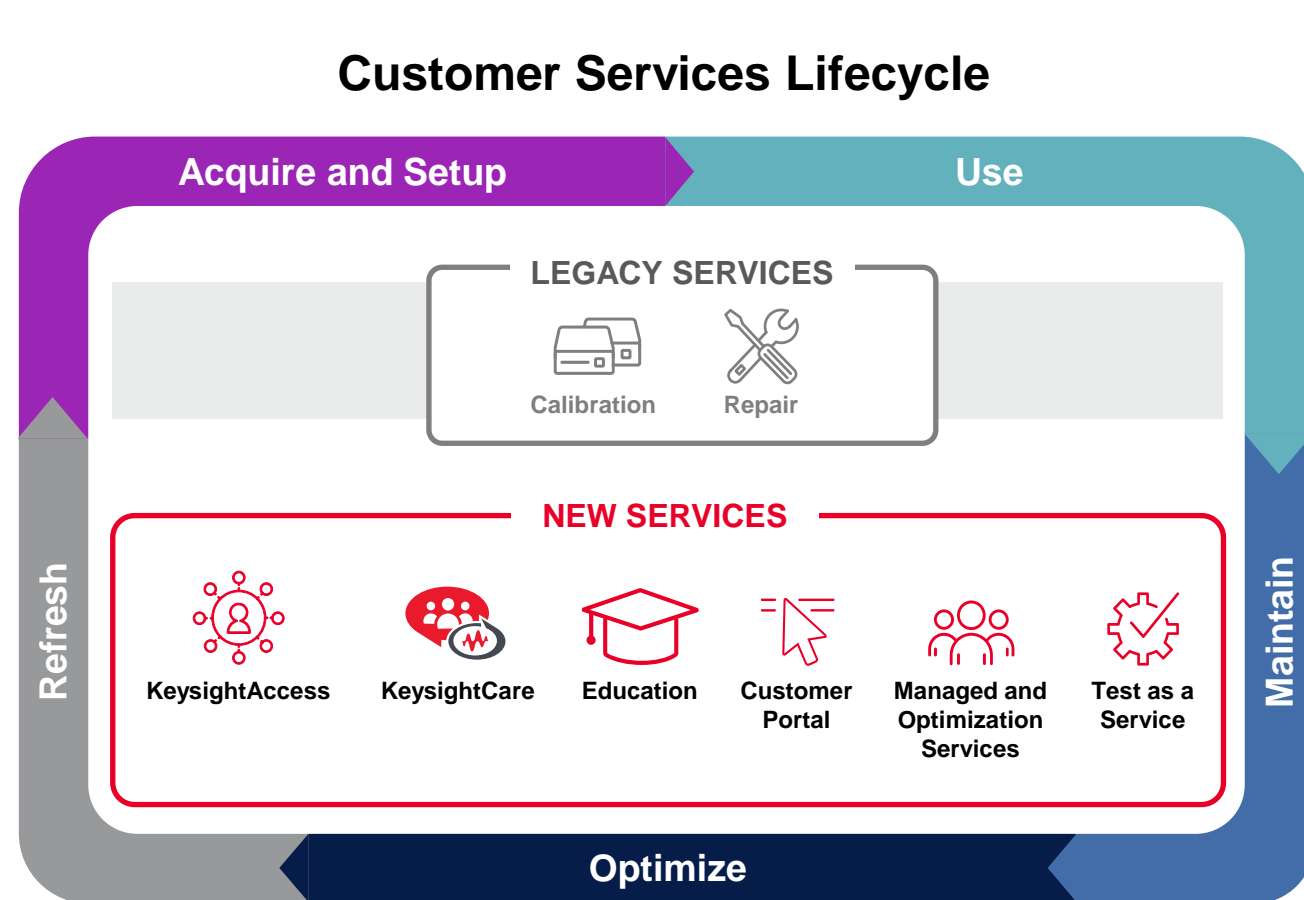 Customer Services Lifecycle
Acquire and Setup
Use
LEGACY SERVICES
Calibration
Repair
NEW SERVICES
KeysightAccess
KeysightCare
Education
Customer
Portal
Managed and
Optimization
Services
Test as a
Service
Refresh
Maintain
Optimize